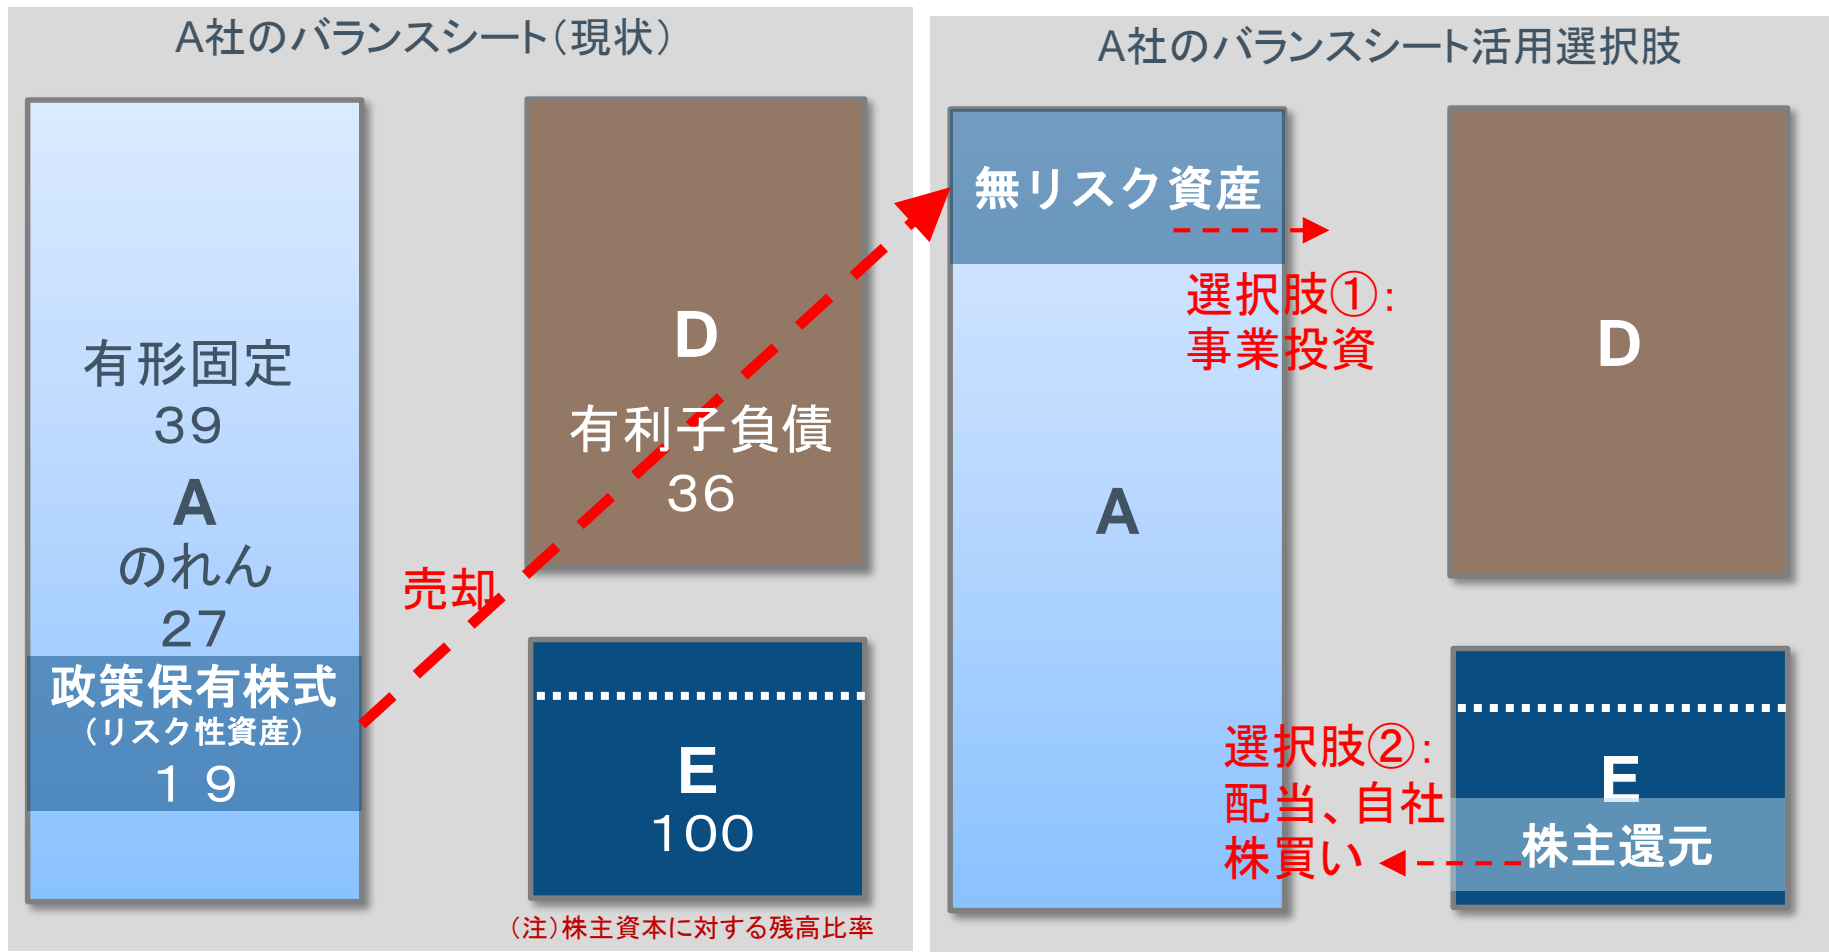 A社のバランスシート（現状）
有形固定
39
A
のれん
27
政策保有株式
（リスク性資産）
19
売却
D
有利子負債
36
E
100
（注）株主資本に対する残高比率
A社のバランスシート活用選択肢
無リスク資産
選択肢①：
事業投資
A
D
選択肢②：
配当、自社
株買い
E
株主還元